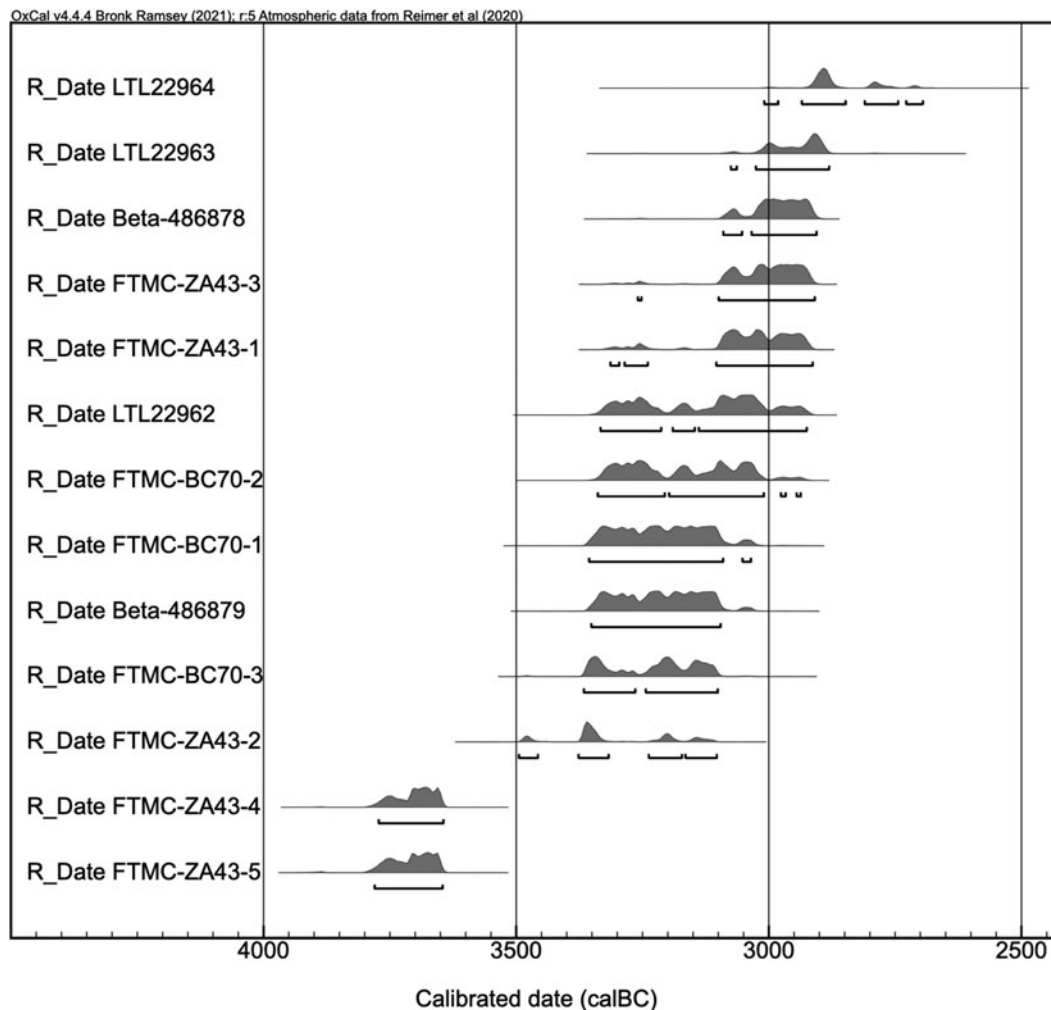 OxCal v4.4.4 Bronk Ramsey (2021); r:5 Atmospheric data from Reimer et al (2020)
R_Date LTL22964
R_Date LTL22963
R_Date Beta-486878
R_Date FTMC-ZA43-3
R_Date FTMC-ZA43-1
R_Date LTL22962
R_Date FTMC-BC70-2
R_Date FTMC-BC70-1
R_Date Beta-486879
R_Date FTMC-BC70-3
R_Date FTMC-ZA43-2
R_Date FTMC-ZA43-4
R_Date FTMC-ZA43-5
4000 3500 3000 2500
Calibrated date (calBC)